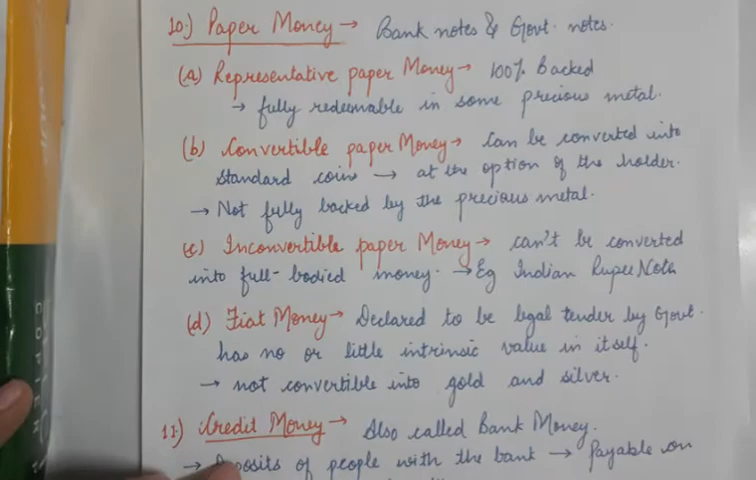 10.) Paper Money → Bank notes & Govt. notes.
(a) Representative paper Money → 100% Backed
→ fully redeemable in some precious metal.
(b) Convertible paper Money → Can be converted into
standard coins → at the option of the holder.
→ Not fully backed by the precious metal.
(c) Inconvertible paper Money → can't be converted
into full-bodied money. → Eg Indian Rupee Note
(d) Fiat Money → Declared to be legal tender by Govt.
has no or little intrinsic value in itself.
→ not convertible into gold and silver.
11.) Credit Money → Also called Bank Money.
→ Deposits of people with the bank → Payable on